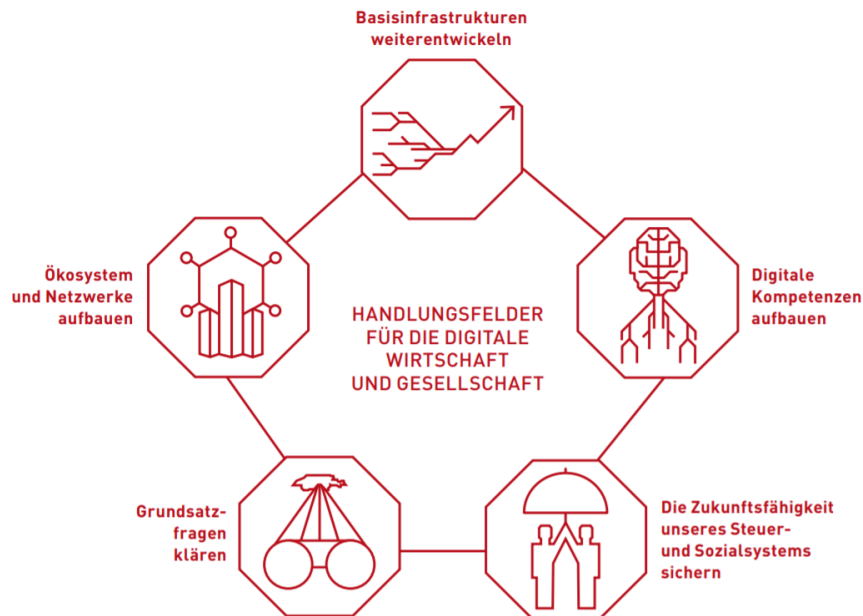 Basisinfrastrukturen
weiterentwickeln
Ökosystem
und Netzwerke
aufbauen
HANDLUNGSFELDER
FÜR DIE DIGITALE
WIRTSCHAFT
UND GESELLSCHAFT
Digitale
Kompetenzen
aufbauen
Grundsatz-
fragen
klären
Die Zukunftsfähigkeit
unseres Steuer-
und Sozialsystems
sichern